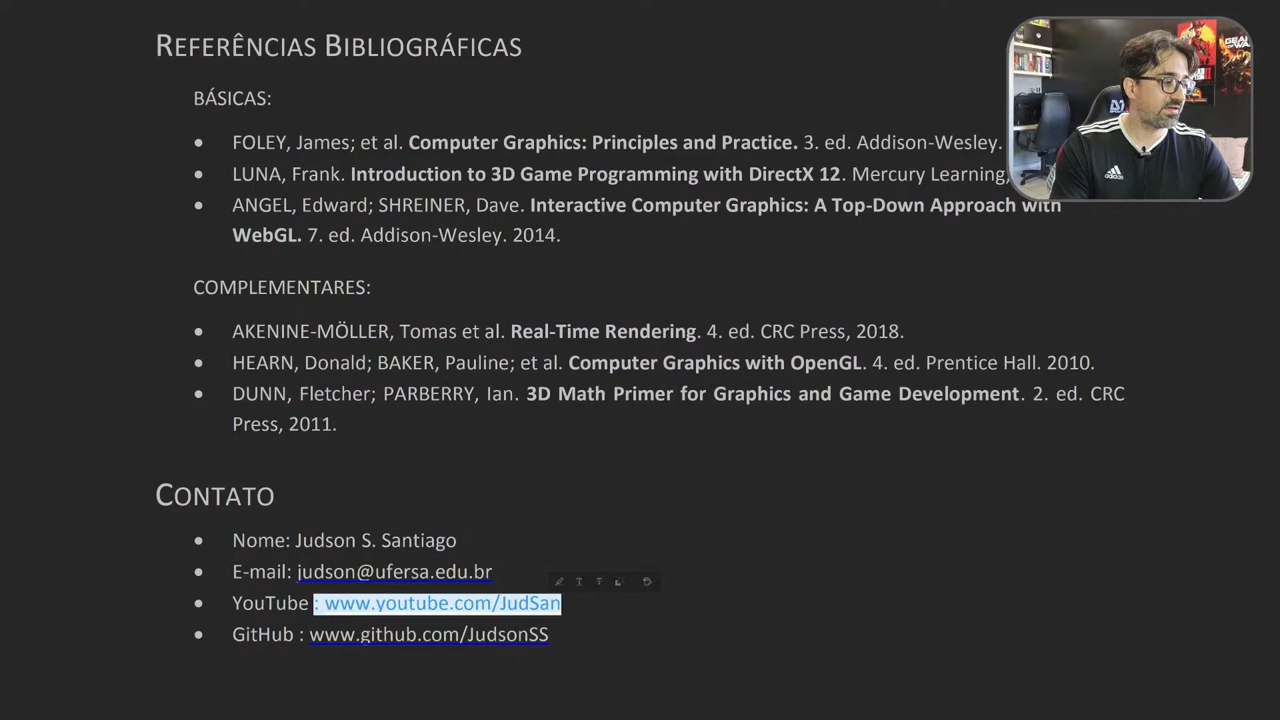 REFERÊNCIAS BIBLIOGRÁFICAS
BÁSICAS:
• FOLEY, James; et al. Computer Graphics: Principles and Practice. 3. ed. Addison-Wesley.
• LUNA, Frank. Introduction to 3D Game Programming with DirectX 12. Mercury Learning,
• ANGEL, Edward; SHREINER, Dave. Interactive Computer Graphics: A Top-Down Approach with
WebGL. 7. ed. Addison-Wesley. 2014.
COMPLEMENTARES:
• AKENINE-MÖLLER, Tomas et al. Real-Time Rendering. 4. ed. CRC Press, 2018.
• HEARN, Donald; BAKER, Pauline; et al. Computer Graphics with OpenGL. 4. ed. Prentice Hall. 2010.
• DUNN, Fletcher; PARBERRY, Ian. 3D Math Primer for Graphics and Game Development. 2. ed. CRC
Press, 2011.
CONTATO
• Nome: Judson S. Santiago
• E-mail: judson@ufersa.edu.br
• YouTube : www.youtube.com/JudSan
• GitHub : www.github.com/JudsonSS
adidas